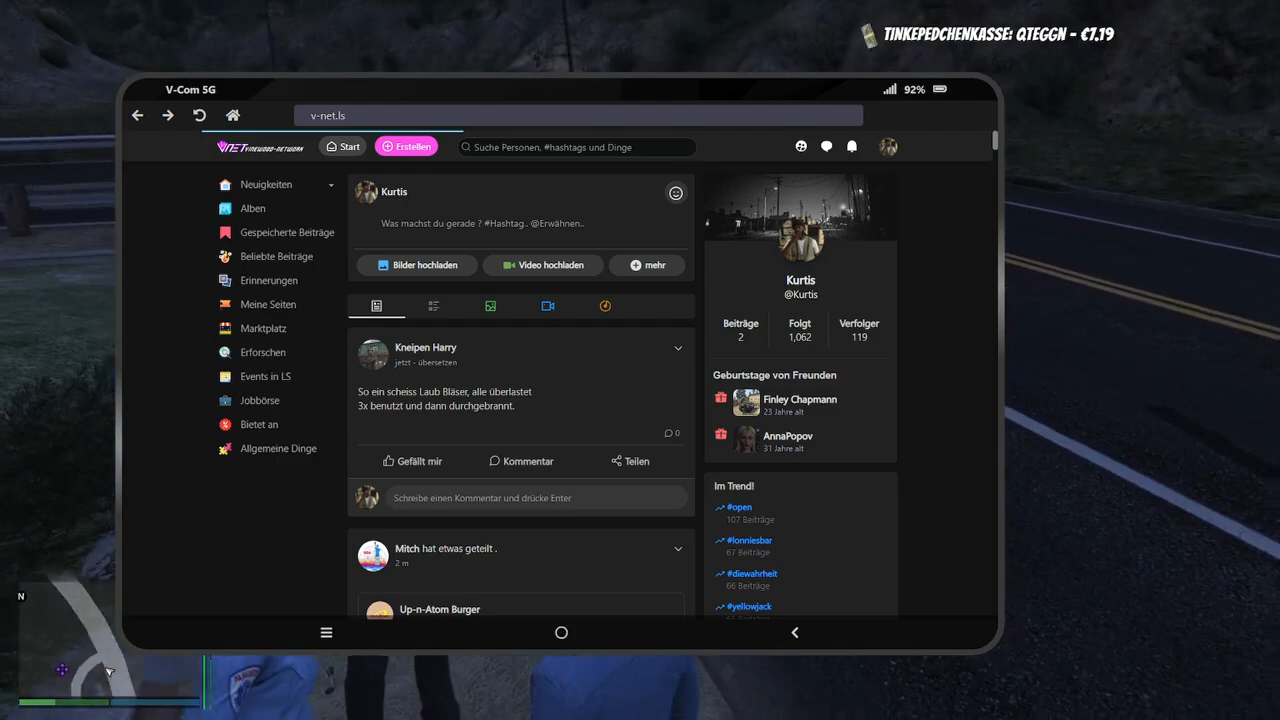 TINKEPEDCHENKASSE: QTEGGN - €7.19
V-Com 5G
92%
v-net.ls
VNET VINEWOOD-NETWORK
Start
Erstellen
Suche Personen, #hashtags und Dinge
Neuigkeiten
Alben
Gespeicherte Beiträge
Beliebte Beiträge
Erinnerungen
Meine Seiten
Marktplatz
Erforschen
Events in LS
Jobbörse
Bietet an
Allgemeine Dinge
Kurtis
Was machst du gerade ? #Hashtag.. @Erwähnen..
Bilder hochladen
Video hochladen
mehr
Kneipen Harry
jetzt - übersetzen
So ein scheiss Laub Bläser, alle überlastet
3x benutzt und dann durchgebrannt.
0
Gefällt mir
Kommentar
Teilen
Schreibe einen Kommentar und drücke Enter
Mitch hat etwas geteilt .
2 m
Up-n-Atom Burger
Kurtis
@Kurtis
Beiträge
2
Folgt
1,062
Verfolger
119
Geburtstage von Freunden
Finley Chapmann
23 Jahre alt
AnnaPopov
31 Jahre alt
Im Trend!
#open
107 Beiträge
#lonniesbar
67 Beiträge
#diewahrheit
66 Beiträge
#yellowjack
N